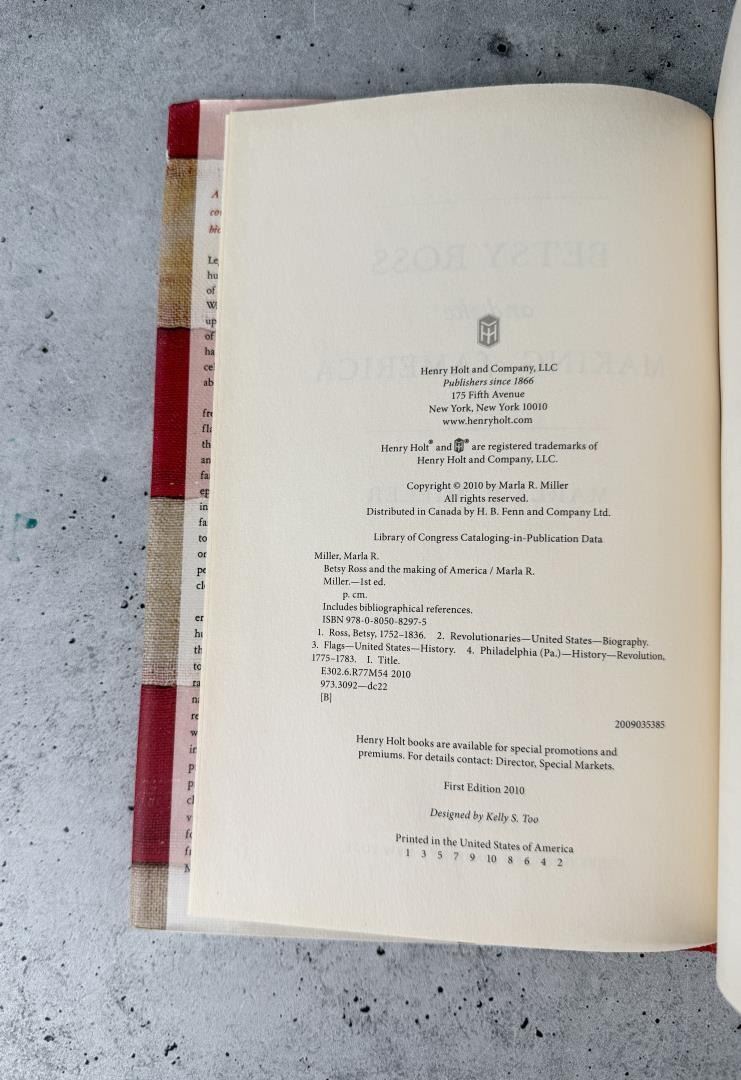 Henry Holt and Company, LLC
Publishers since 1866
175 Fifth Avenue
New York, New York 10010
www.henryholt.com
Henry Holt® and ® are registered trademarks of
Henry Holt and Company, LLC.
Copyright © 2010 by Marla R. Miller
All rights reserved.
Distributed in Canada by H. B. Fenn and Company Ltd.
Library of Congress Cataloging-in-Publication Data
Miller, Marla R.
Betsy Ross and the making of America / Marla R.
Miller.—1st ed.
p. cm.
Includes bibliographical references.
ISBN 978-0-8050-8297-5
1. Ross, Betsy, 1752–1836. 2. Revolutionaries—United States—Biography.
3. Flags—United States—History. 4. Philadelphia (Pa.)—History—Revolution,
1775–1783. I. Title.
E302.6.R77M54 2010
973.3092—dc22
[B]
2009035385
Henry Holt books are available for special promotions and
premiums. For details contact: Director, Special Markets.
First Edition 2010
Designed by Kelly S. Too
Printed in the United States of America
1 3 5 7 9 10 8 6 4 2